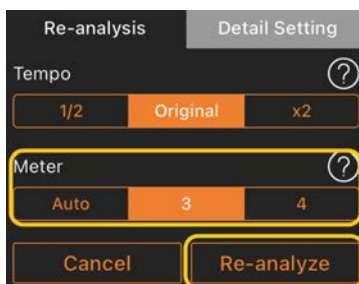 Re-analysis Detail Setting
Tempo ?
1/2 Original x2
Meter ?
Auto 3 4
Cancel Re-analyze